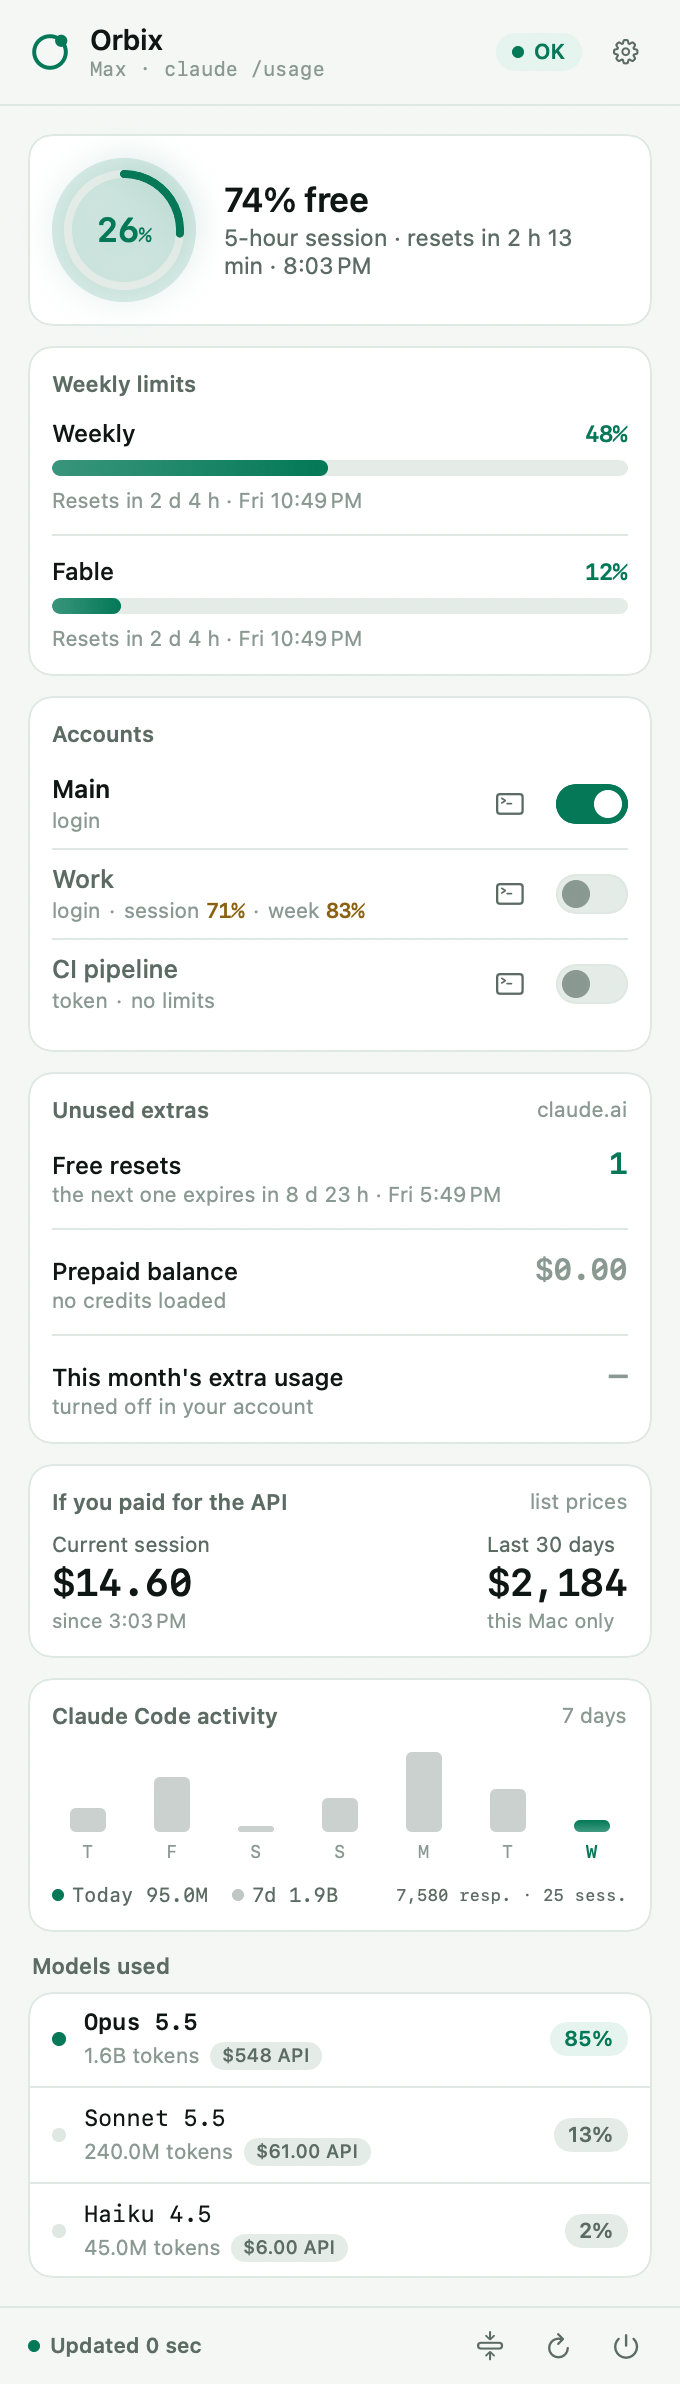 Orbix
Max · claude /usage
OK
26%
74% free
5-hour session · resets in 2 h 13
min · 8:03 PM
Weekly limits
Weekly
48%
Resets in 2 d 4 h · Fri 10:49 PM
Fable
12%
Resets in 2 d 4 h · Fri 10:49 PM
Accounts
Main
login
Work
login · session 71% · week 83%
CI pipeline
token · no limits
Unused extras
claude.ai
Free resets
1
the next one expires in 8 d 23 h · Fri 5:49 PM
Prepaid balance
$0.00
no credits loaded
This month's extra usage
—
turned off in your account
If you paid for the API
list prices
Current session
$14.60
since 3:03 PM
Last 30 days
$2,184
this Mac only
Claude Code activity
7 days
T F S S M T W
Today 95.0M 7d 1.9B 7,580 resp. · 25 sess.
Models used
Opus 5.5
1.6B tokens $548 API
85%
Sonnet 5.5
240.0M tokens $61.00 API
13%
Haiku 4.5
45.0M tokens $6.00 API
2%
Updated 0 sec